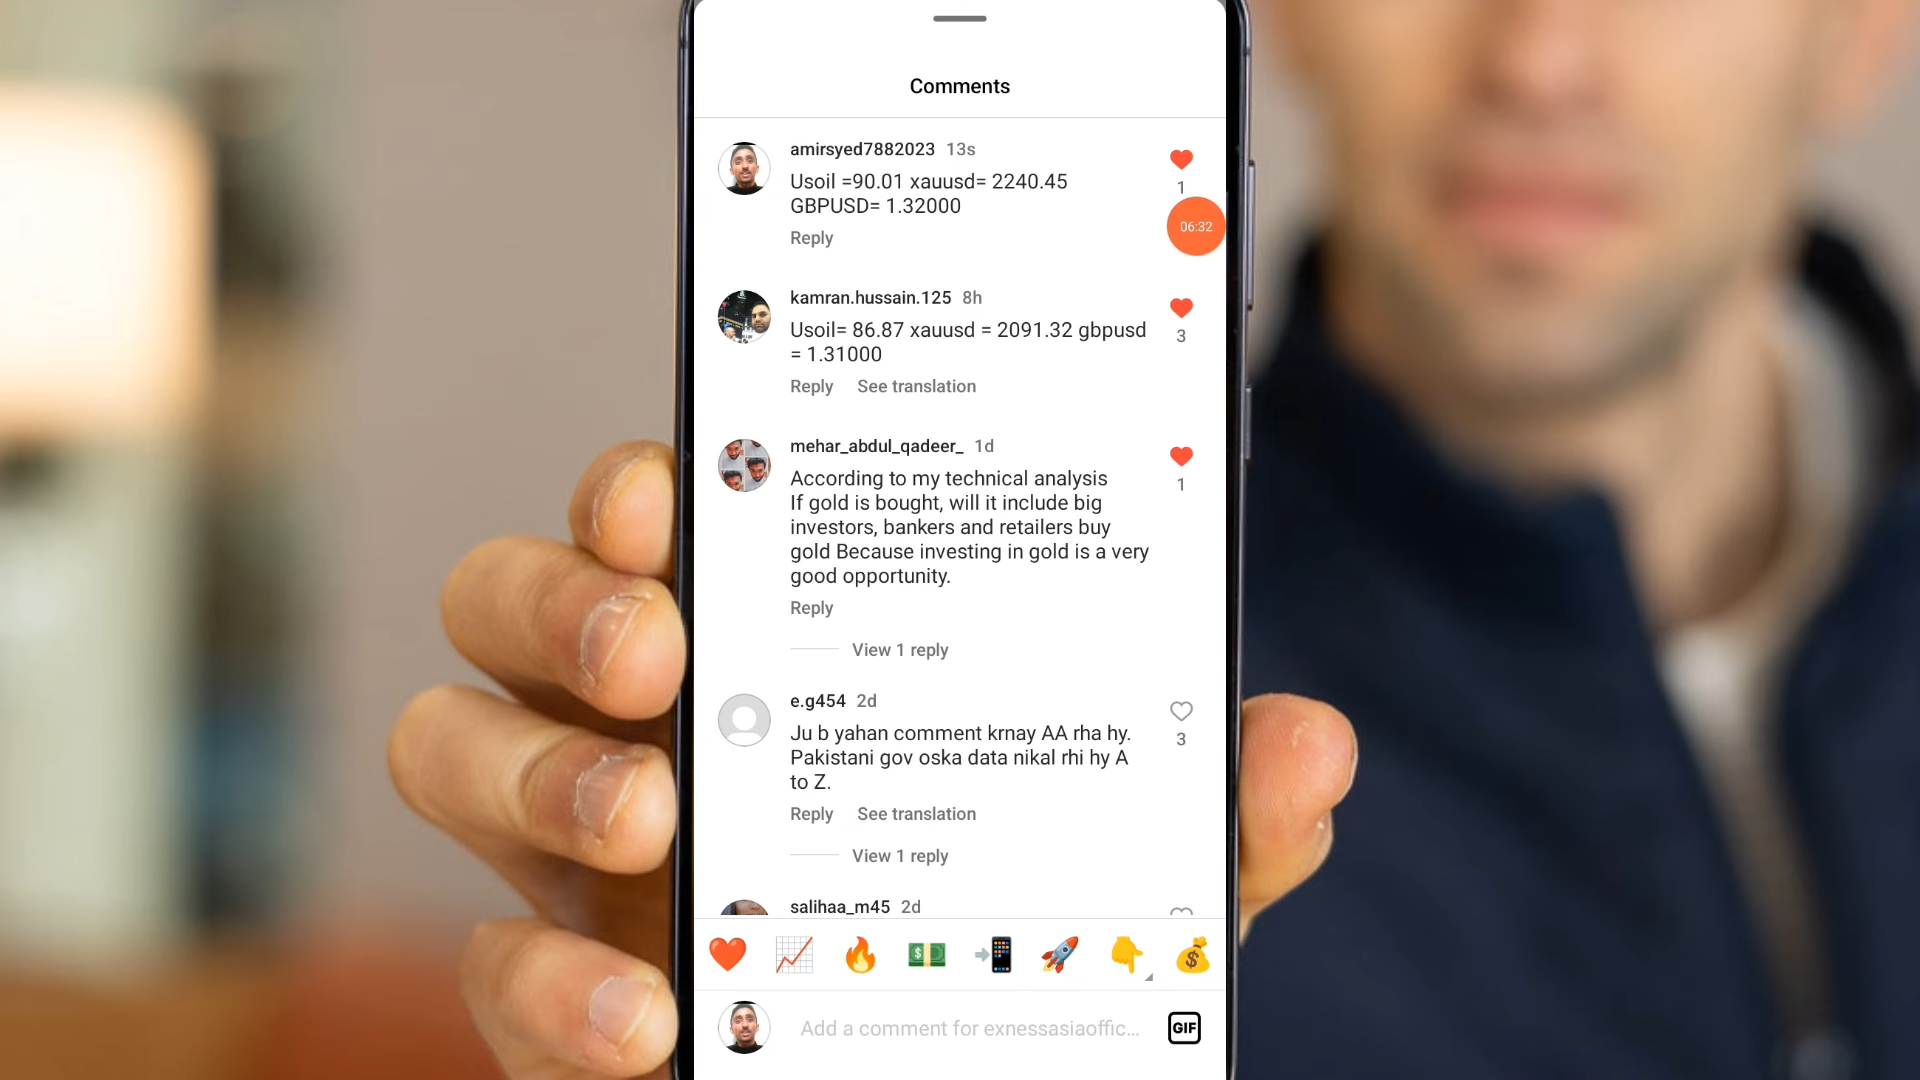 Comments
amirsyed7882023 13s
Usoil =90.01 xauusd= 2240.45
GBPUSD= 1.32000
1
06:32
Reply
kamran.hussain.125 8h
Usoil= 86.87 xauusd = 2091.32 gbpusd
= 1.31000
3
Reply See translation
mehar_abdul_qadeer_ 1d
According to my technical analysis
If gold is bought, will it include big
investors, bankers and retailers buy
gold Because investing in gold is a very
good opportunity.
1
Reply
View 1 reply
e.g454 2d
Ju b yahan comment krnay AA rha hy.
Pakistani gov oska data nikal rhi hy A
to Z.
3
Reply See translation
View 1 reply
salihaa_m45 2d
Add a comment for exnessasiaoffic...
GIF